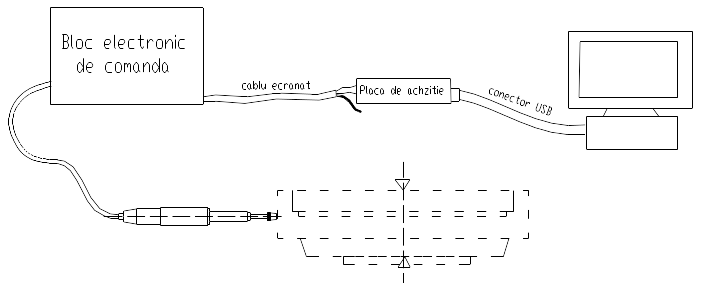 Bloc electronic
de comanda
cablu ecranat
Placa de achzitie
conector USB